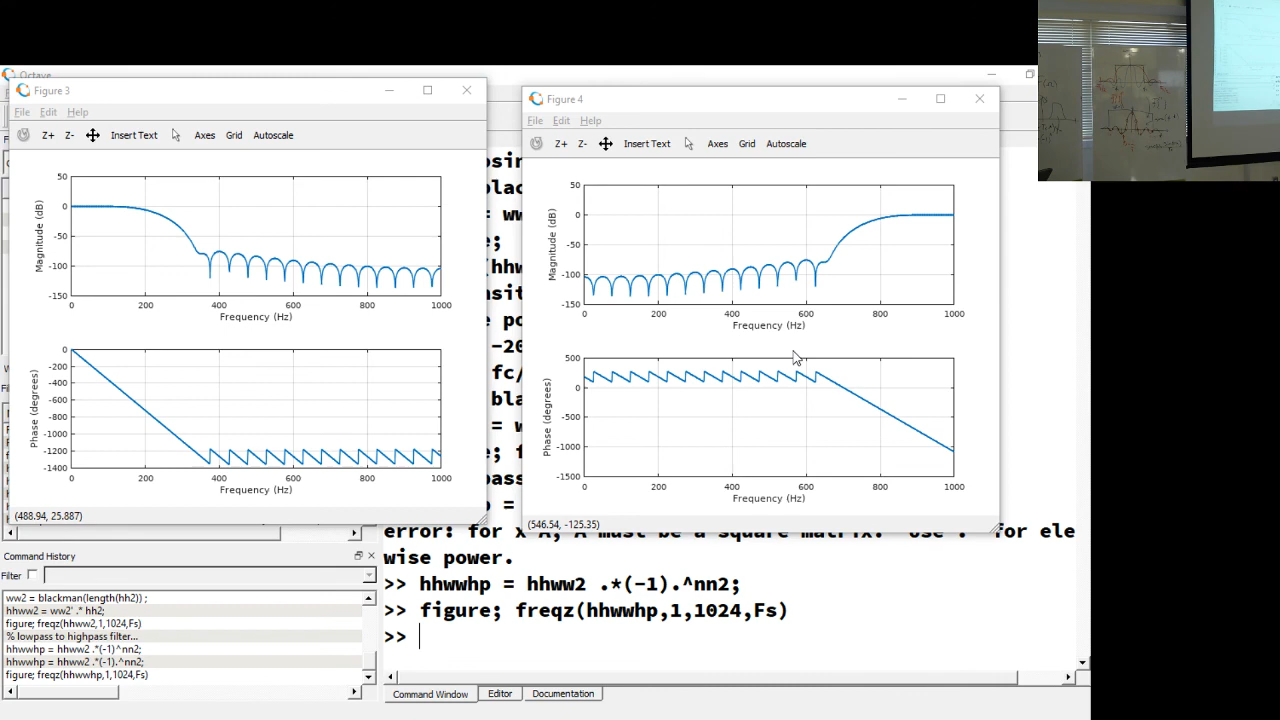 Octave
Figure 3
File Edit Help
Z+ Z- Insert Text Axes Grid Autoscale
50
0
-50
-100
-150
Magnitude (dB)
0 200 400 600 800 1000
Frequency (Hz)
0
-200
-400
-600
-800
-1000
-1200
-1400
Phase (degrees)
0 200 400 600 800 1000
Frequency (Hz)
(488.94, 25.887)
Figure 4
File Edit Help
Z+ Z- Insert Text Axes Grid Autoscale
50
0
-50
-100
-150
Magnitude (dB)
0 200 400 600 800 1000
Frequency (Hz)
500
0
-500
-1000
-1500
Phase (degrees)
0 200 400 600 800 1000
Frequency (Hz)
(546.54, -125.35)
wise power.
>> hhwwhp = hhww2 .*(-1).^nn2;
>> figure; freqz(hhwwhp,1,1024,Fs)
>>
Command History
Filter
ww2 = blackman(length(hh2)) ;
hhww2 = ww2' .* hh2;
figure; freqz(hhww2,1,1024,Fs)
% lowpass to highpass filter...
hhwwhp = hhww2 .*(-1)^nn2;
hhwwhp = hhww2 .*(-1).^nn2;
figure; freqz(hhwwhp,1,1024,Fs)
Command Window Editor Documentation